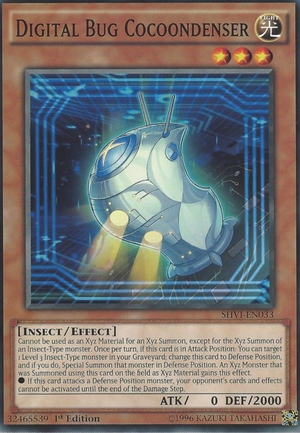 DIGITAL BUG COCOONDENSER
LIGHT
光
SHVI-EN033
[INSECT/EFFECT]
Cannot be used as an Xyz Material for an Xyz Summon, except for the Xyz Summon of
an Insect-Type monster. Once per turn, if this card is in Attack Position: You can target
1 Level 3 Insect-Type monster in your Graveyard; change this card to Defense Position,
and if you do, Special Summon that monster in Defense Position. An Xyz Monster that
was Summoned using this card on the field as Xyz Material gains this effect.
● If this card attacks a Defense Position monster, your opponent's cards and effects
cannot be activated until the end of the Damage Step.
ATK/ 0 DEF/2000
32465539 1st Edition ©1996 KAZUKI TAKAHASHI